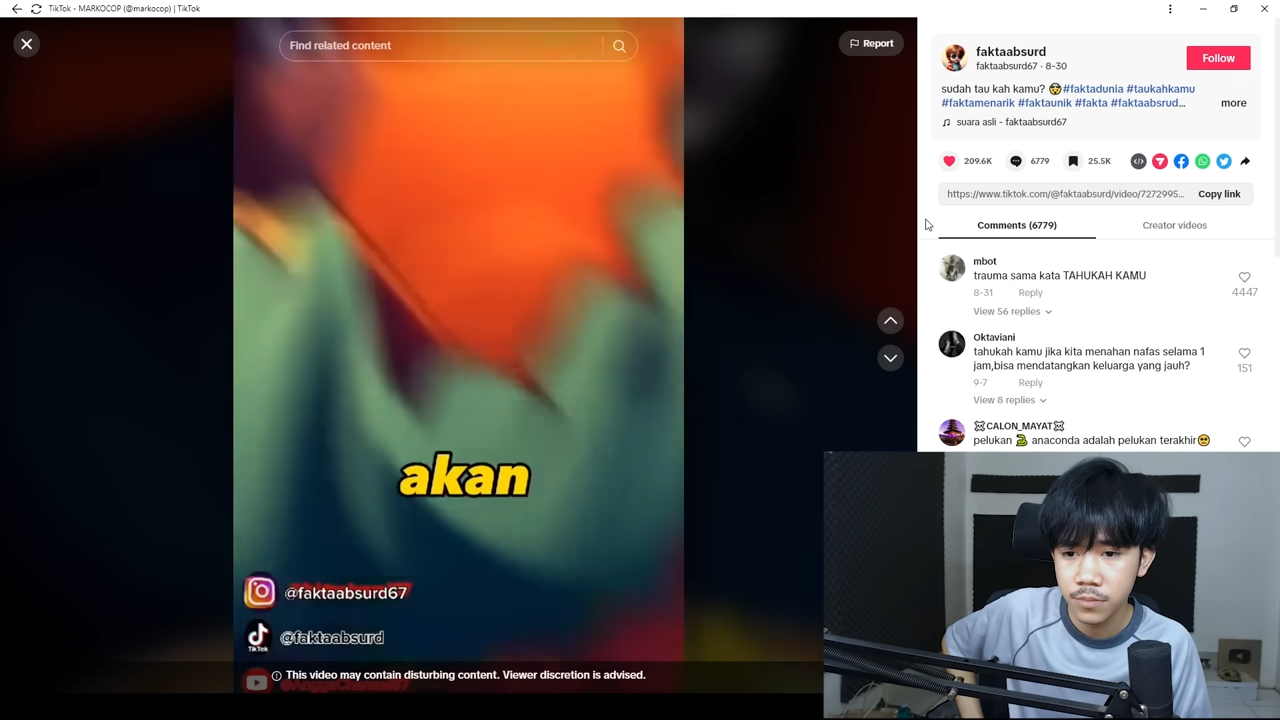 TikTok - MARKOCOP (@markocop) | TikTok
Find related content
Report
akan
@faktaabsurd67
TikTok
@faktaabsurd
This video may contain disturbing content. Viewer discretion is advised.
faktaabsurd
faktaabsurd67 · 8-30
Follow
sudah tau kah kamu? #faktadunia #taukahkamu
#faktamenarik #faktaunik #fakta #faktaabsrud...
more
suara asli - faktaabsurd67
209.6K
6779
25.5K
https://www.tiktok.com/@faktaabsurd/video/7272995...
Copy link
Comments (6779)
Creator videos
mbot
trauma sama kata TAHUKAH KAMU
8-31
Reply
4447
View 56 replies
Oktaviani
tahukah kamu jika kita menahan nafas selama 1
jam,bisa mendatangkan keluarga yang jauh?
9-7
Reply
151
View 8 replies
CALON_MAYAT
pelukan anaconda adalah pelukan terakhir